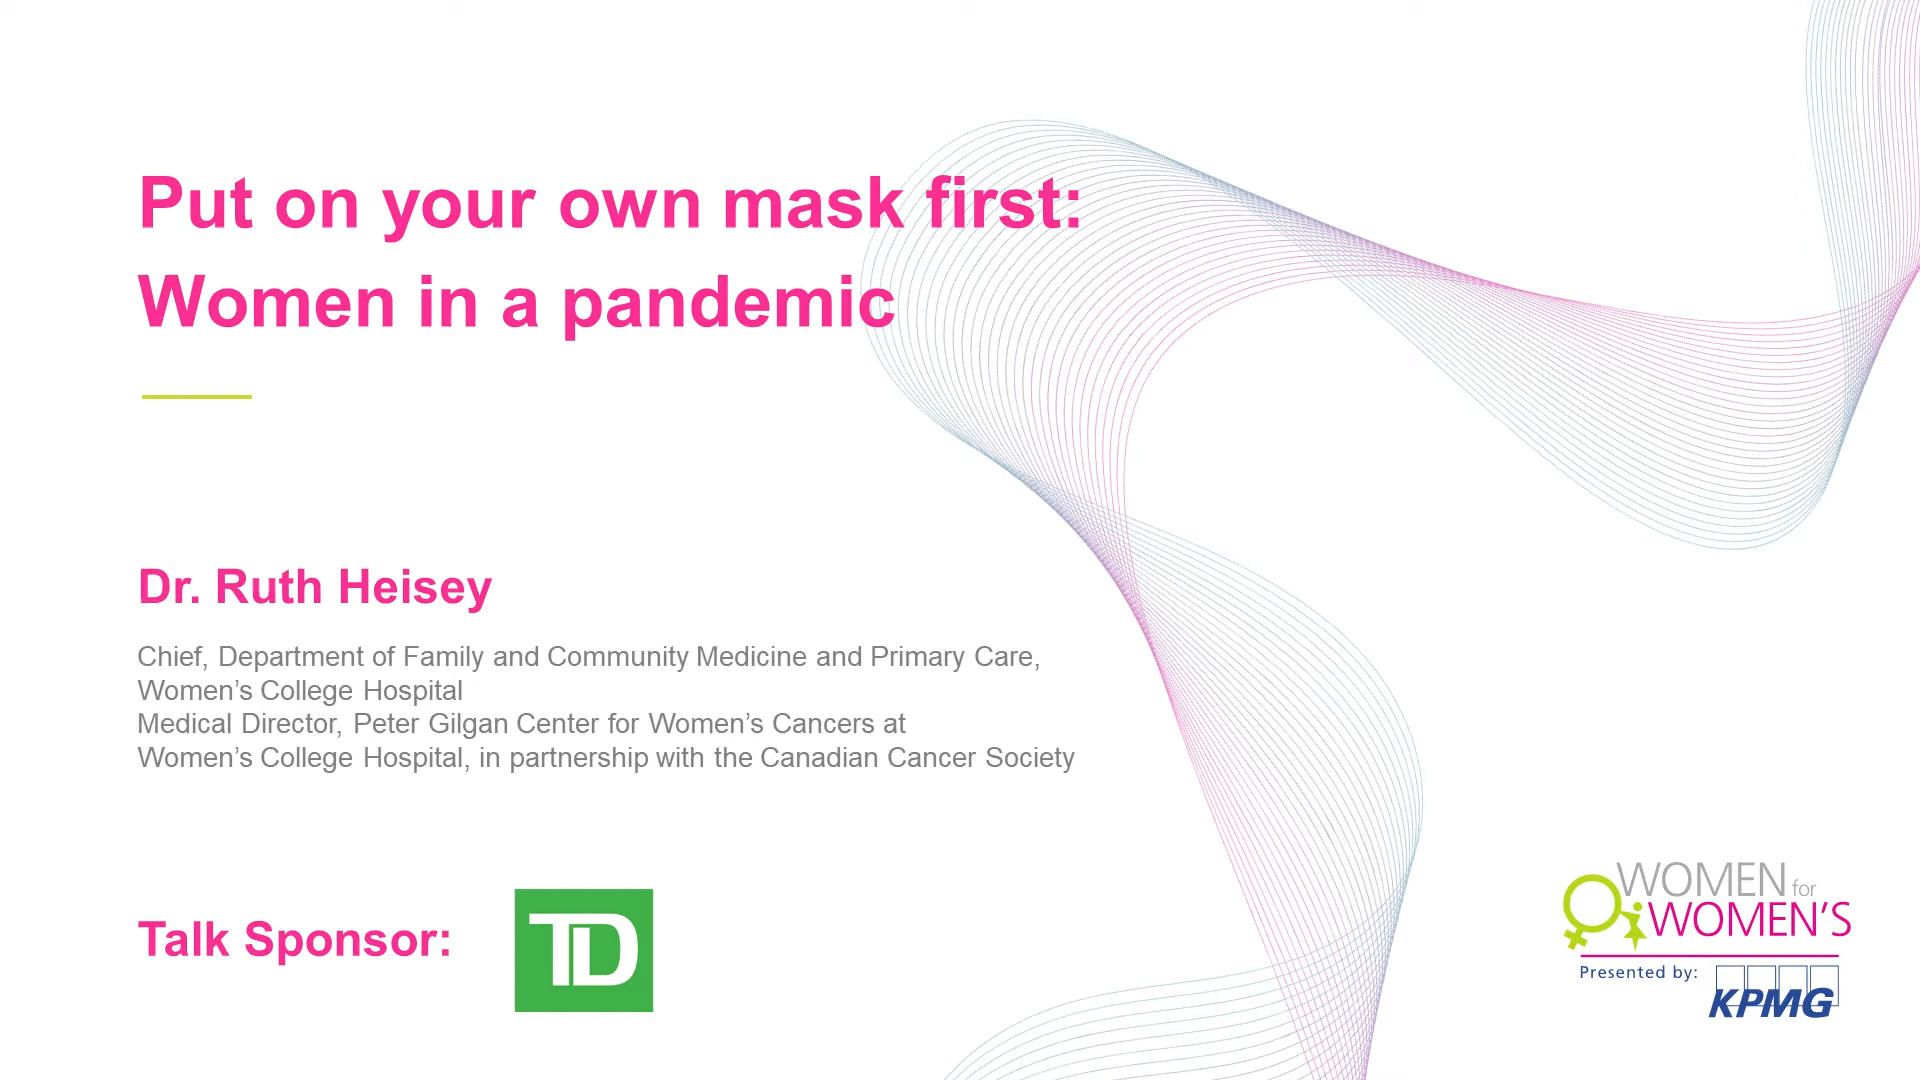 Put on your own mask first:
Women in a pandemic
Dr. Ruth Heisey
Chief, Department of Family and Community Medicine and Primary Care,
Women’s College Hospital
Medical Director, Peter Gilgan Center for Women’s Cancers at
Women’s College Hospital, in partnership with the Canadian Cancer Society
Talk Sponsor:
TD
WOMEN for
WOMEN’S
Presented by:
KPMG